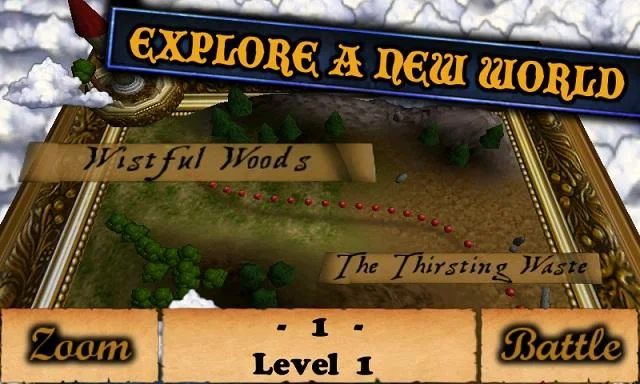 EXPLORE A NEW WORLD
Wistful Woods
The Thirsting Waste
Zoom
- 1 -
Level 1
Battle